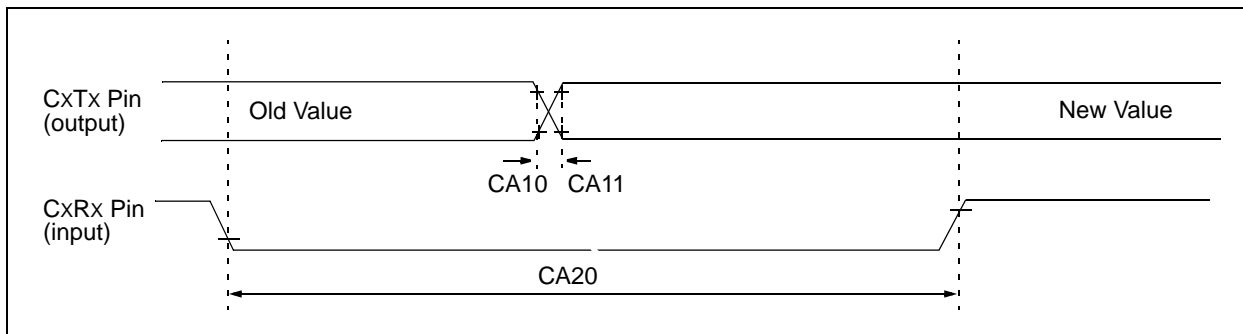 CxTx Pin
(output)
Old Value
New Value
CA10 CA11
CxRx Pin
(input)
CA20